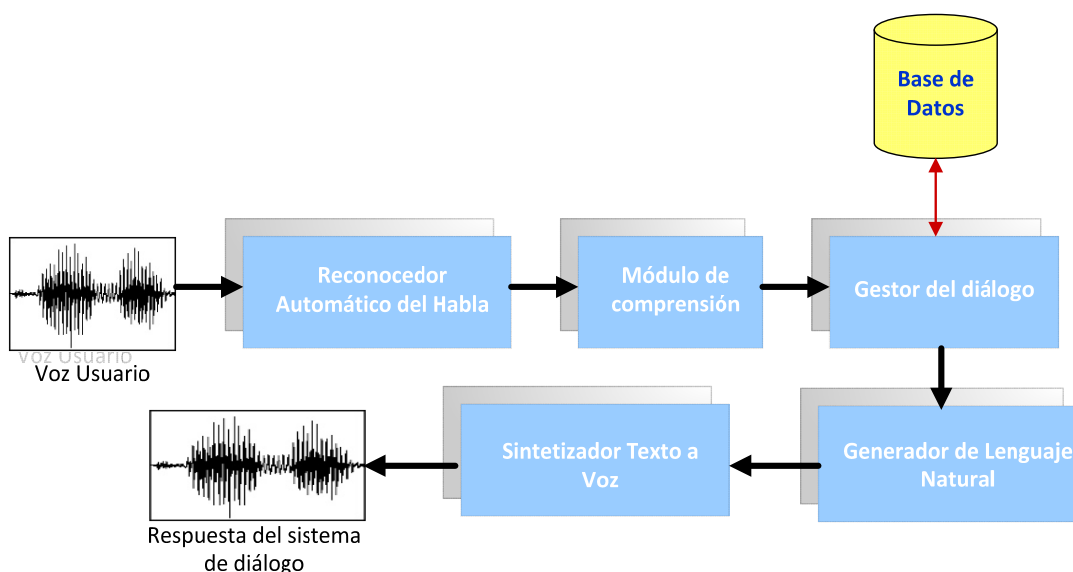 Base de
Datos
Reconocedor
Automático del Habla
Módulo de
comprensión
Gestor del diálogo
Voz Usuario
Voz Usuario
Sintetizador Texto a
Voz
Generador de Lenguaje
Natural
Respuesta del sistema
de diálogo